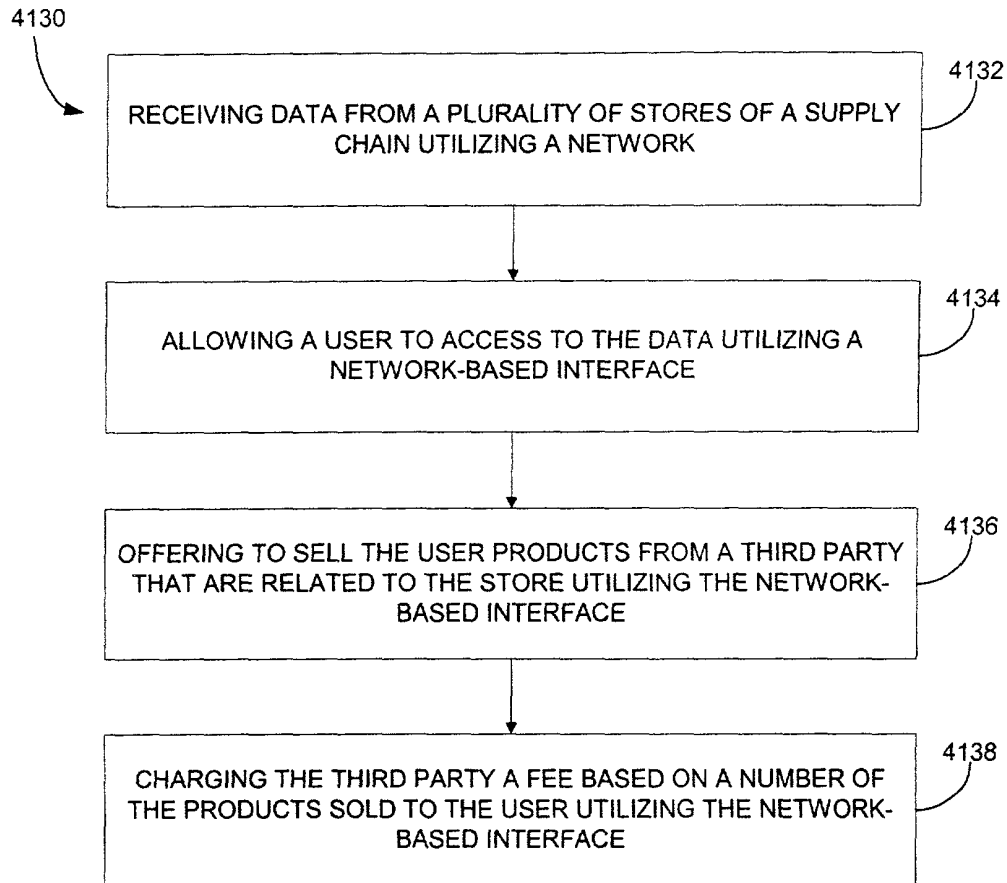 4130
4132
RECEIVING DATA FROM A PLURALITY OF STORES OF A SUPPLY
CHAIN UTILIZING A NETWORK
4134
ALLOWING A USER TO ACCESS TO THE DATA UTILIZING A
NETWORK-BASED INTERFACE
4136
OFFERING TO SELL THE USER PRODUCTS FROM A THIRD PARTY
THAT ARE RELATED TO THE STORE UTILIZING THE NETWORK-
BASED INTERFACE
4138
CHARGING THE THIRD PARTY A FEE BASED ON A NUMBER OF
THE PRODUCTS SOLD TO THE USER UTILIZING THE NETWORK-
BASED INTERFACE